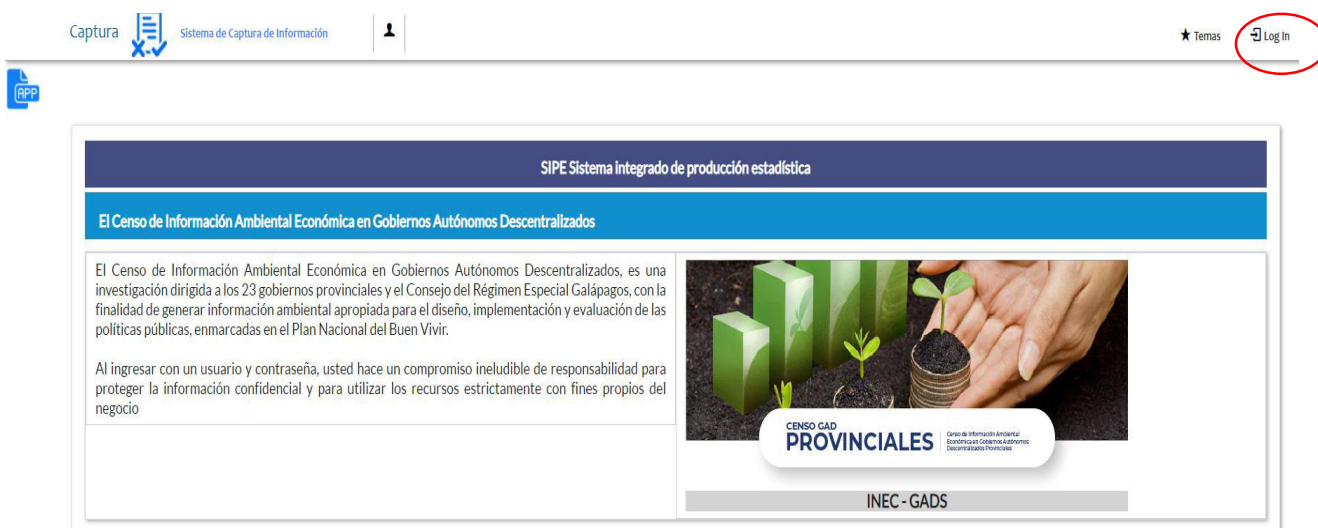 Captura
Sistema de Captura de Información
Temas
Log In
APP
SIPE Sistema integrado de producción estadística
El Censo de Información Ambiental Económica en Gobiernos Autónomos Descentralizados
El Censo de Información Ambiental Económica en Gobiernos Autónomos Descentralizados, es una
investigación dirigida a los 23 gobiernos provinciales y el Consejo del Régimen Especial Galápagos, con la
finalidad de generar información ambiental apropiada para el diseño, implementación y evaluación de las
políticas públicas, enmarcadas en el Plan Nacional del Buen Vivir.
Al ingresar con un usuario y contraseña, usted hace un compromiso ineludible de responsabilidad para
proteger la información confidencial y para utilizar los recursos estrictamente con fines propios del
negocio
CENSO GAD
PROVINCIALES
Censo de Información Ambiental
Económica en Gobiernos Autónomos
Descentralizados Provinciales
INEC - GADS